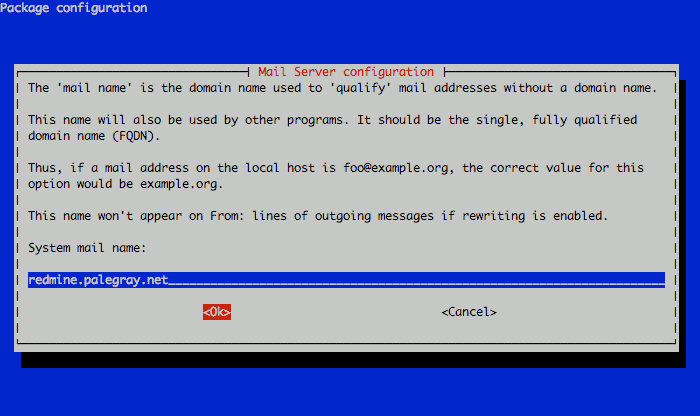 Package configuration
Mail Server configuration
The 'mail name' is the domain name used to 'qualify' mail addresses without a domain name.
This name will also be used by other programs. It should be the single, fully qualified
domain name (FQDN).
Thus, if a mail address on the local host is foo@example.org, the correct value for this
option would be example.org.
This name won't appear on From: lines of outgoing messages if rewriting is enabled.
System mail name:
redmine.palegray.net
<Ok> <Cancel>